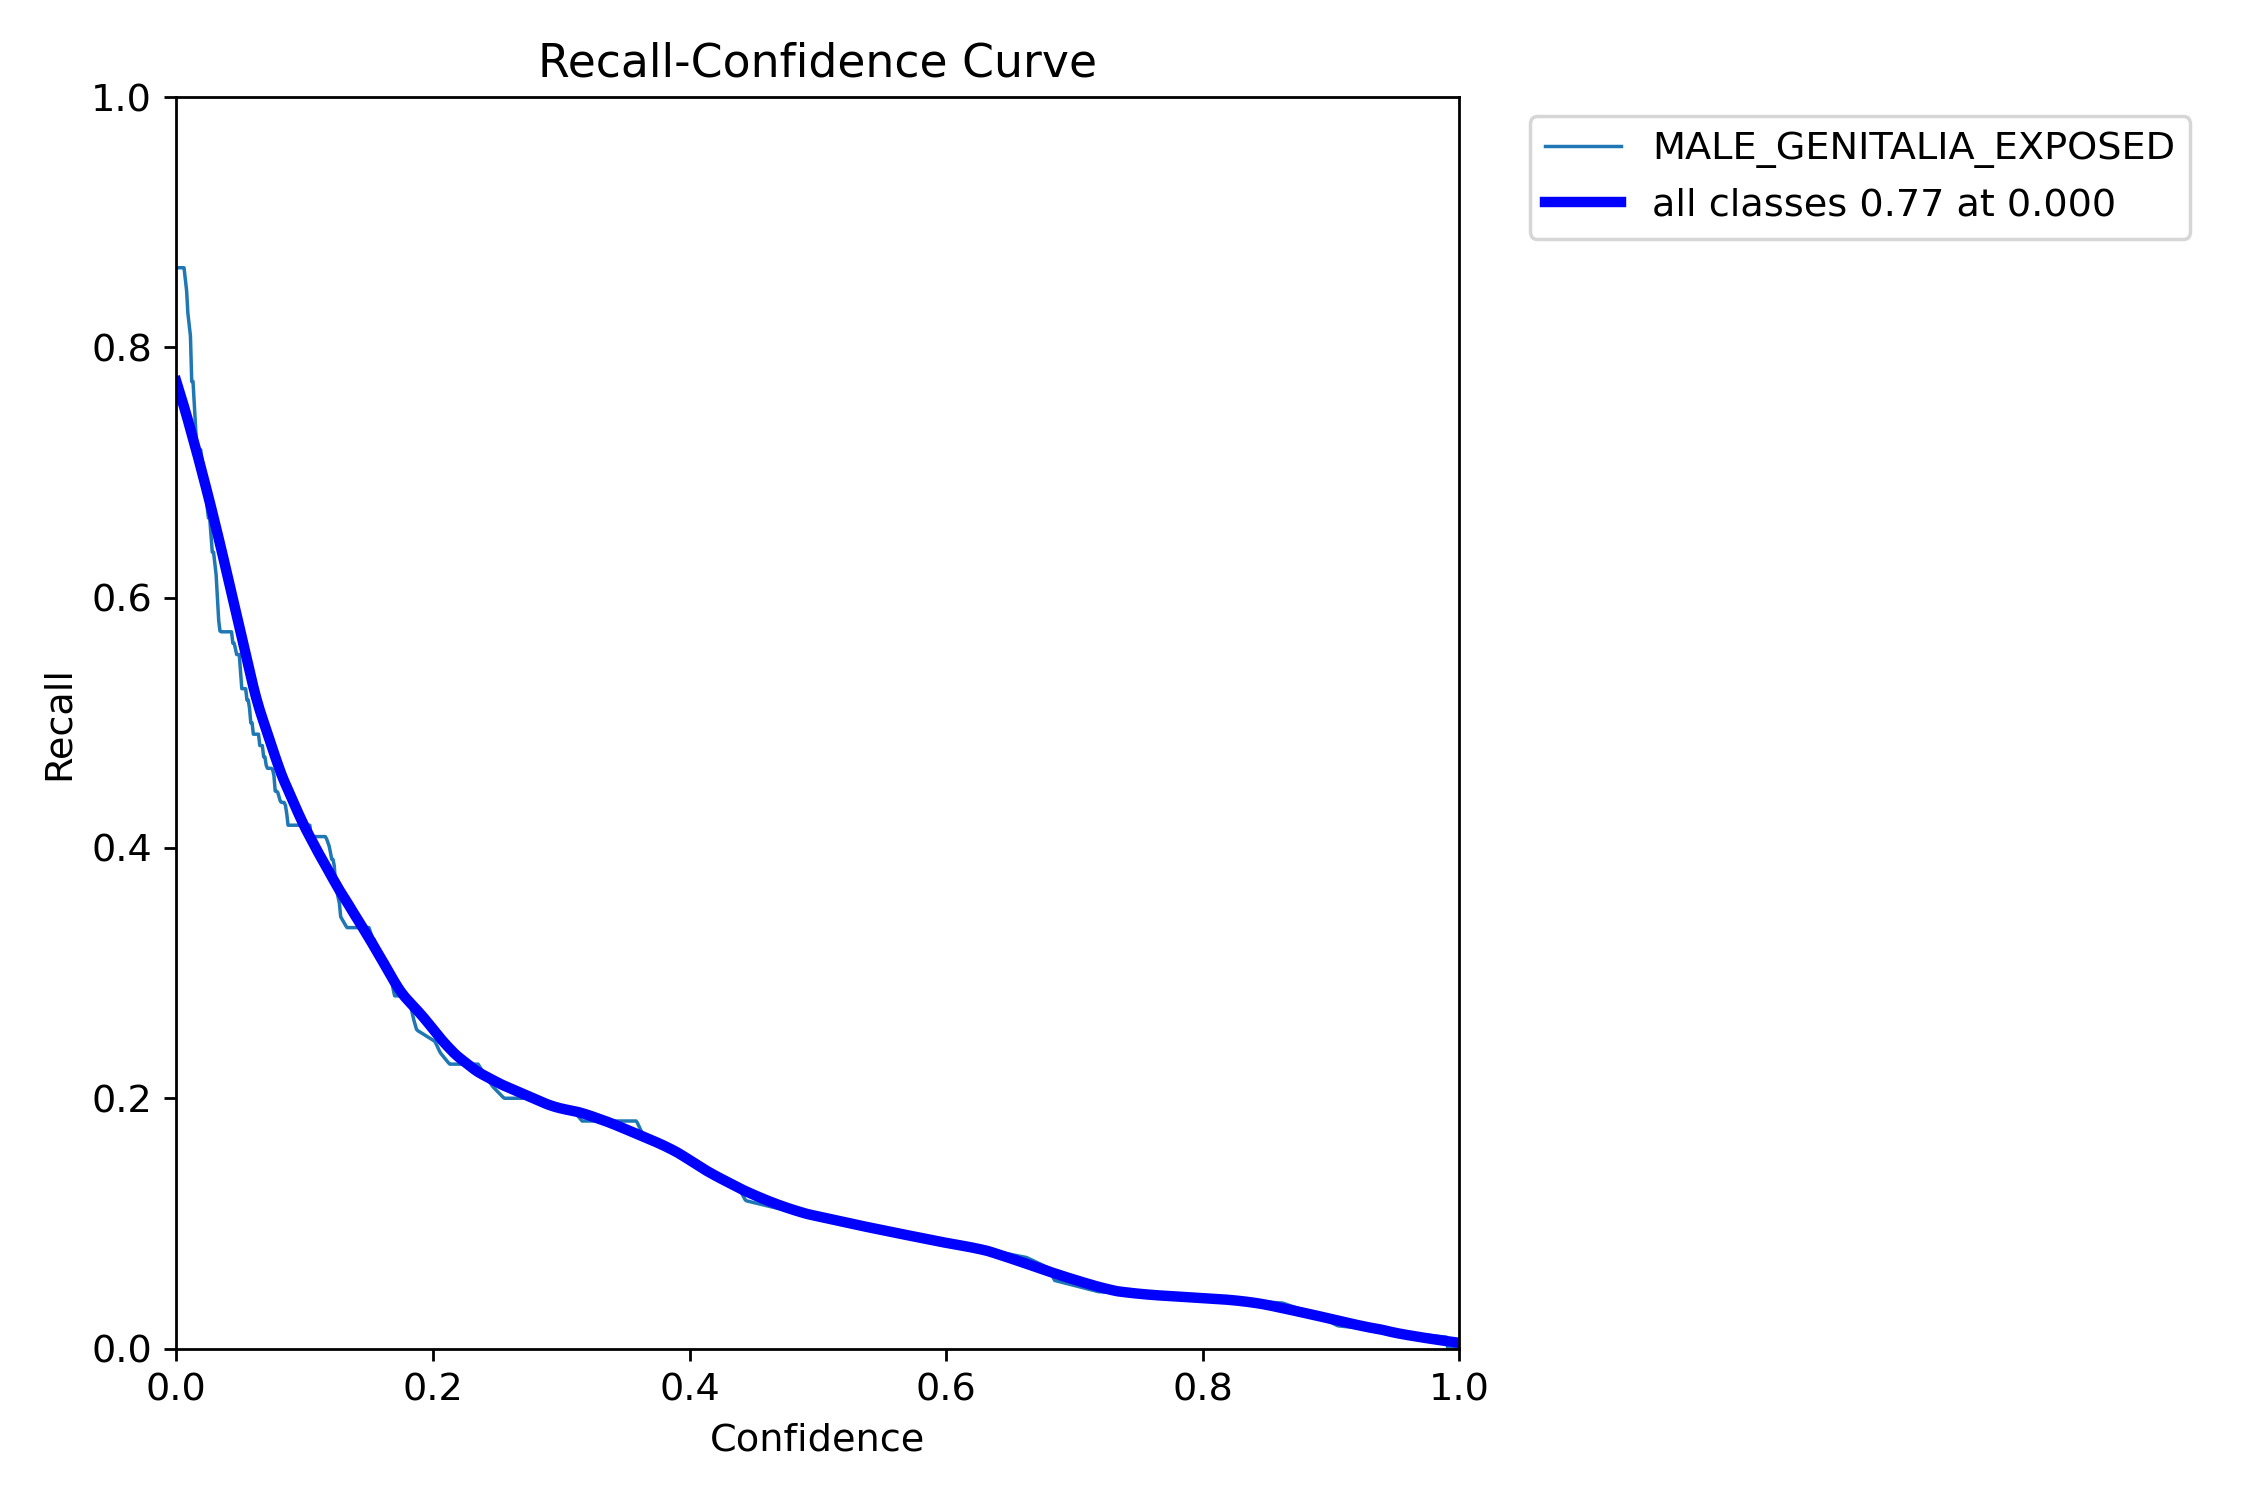 Recall-Confidence Curve
1.0
0.8
0.6
0.4
0.2
0.0
Recall
0.0 0.2 0.4 0.6 0.8 1.0
Confidence
MALE_GENITALIA_EXPOSED
all classes 0.77 at 0.000